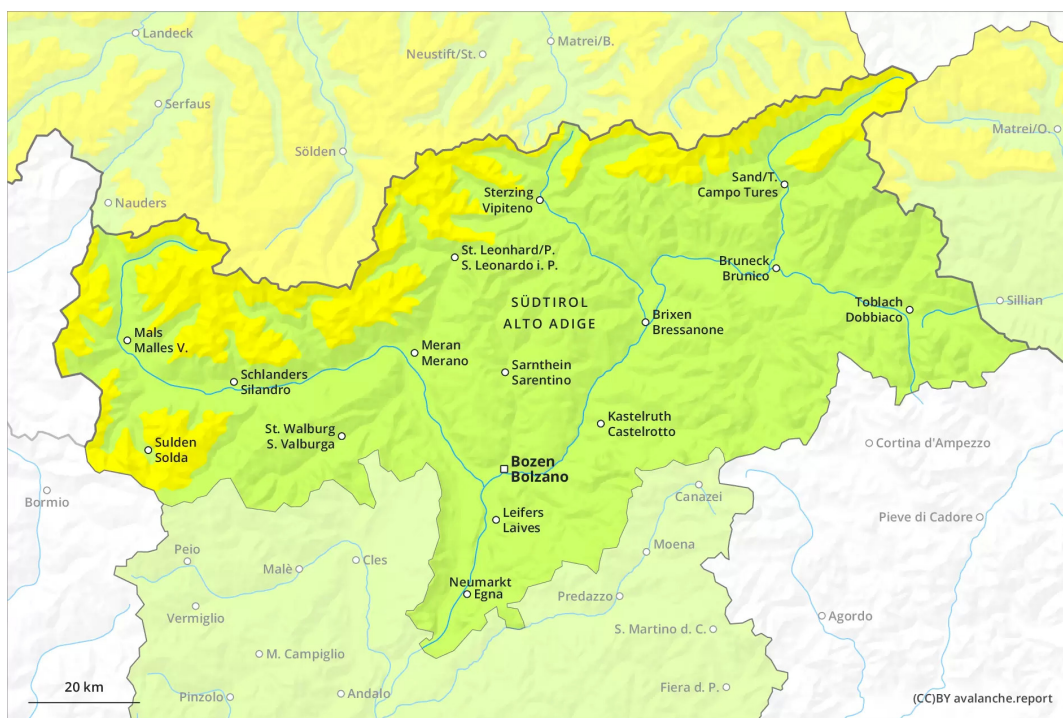 Landeck
Neustift/St.
Matrei/B.
Serfaus
Sölden
Matrei/O.
Nauders
Sterzing
Vipiteno
Sand/T.
Campo Tures
St. Leonhard/P.
S. Leonardo i. P.
Bruneck
Brunico
SÜDTIROL
ALTO ADIGE
Toblach
Dobbiaco
Sillian
Mals
Malles V.
Brixen
Bressanone
Meran
Merano
Schlanders
Silandro
Sarnthein
Sarentino
St. Walburg
S. Valburga
Kastelruth
Castelrotto
Sulden
Solda
Cortina d'Ampezzo
Bozen
Bolzano
Bormio
Canazei
Leifers
Laives
Pieve di Cadore
Peio
Malè
Cles
Moena
Neumarkt
Egna
Predazzo
Vermiglio
Agordo
S. Martino d. C.
M. Campiglio
20 km
Pinzolo
Andalo
Fiera d. P.
(CC)BY avalanche.report